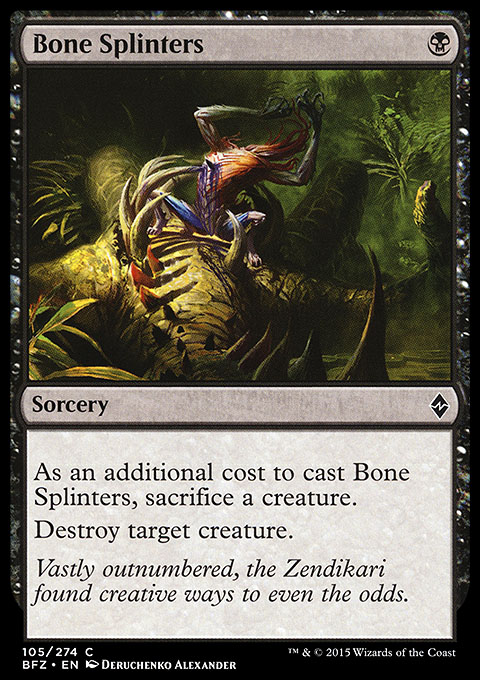 Bone Splinters
Sorcery
As an additional cost to cast Bone
Splinters, sacrifice a creature.
Destroy target creature.
Vastly outnumbered, the Zendikari
found creative ways to even the odds.
105/274 C
BFZ • EN Deruchenko Alexander
™ & © 2015 Wizards of the Coast